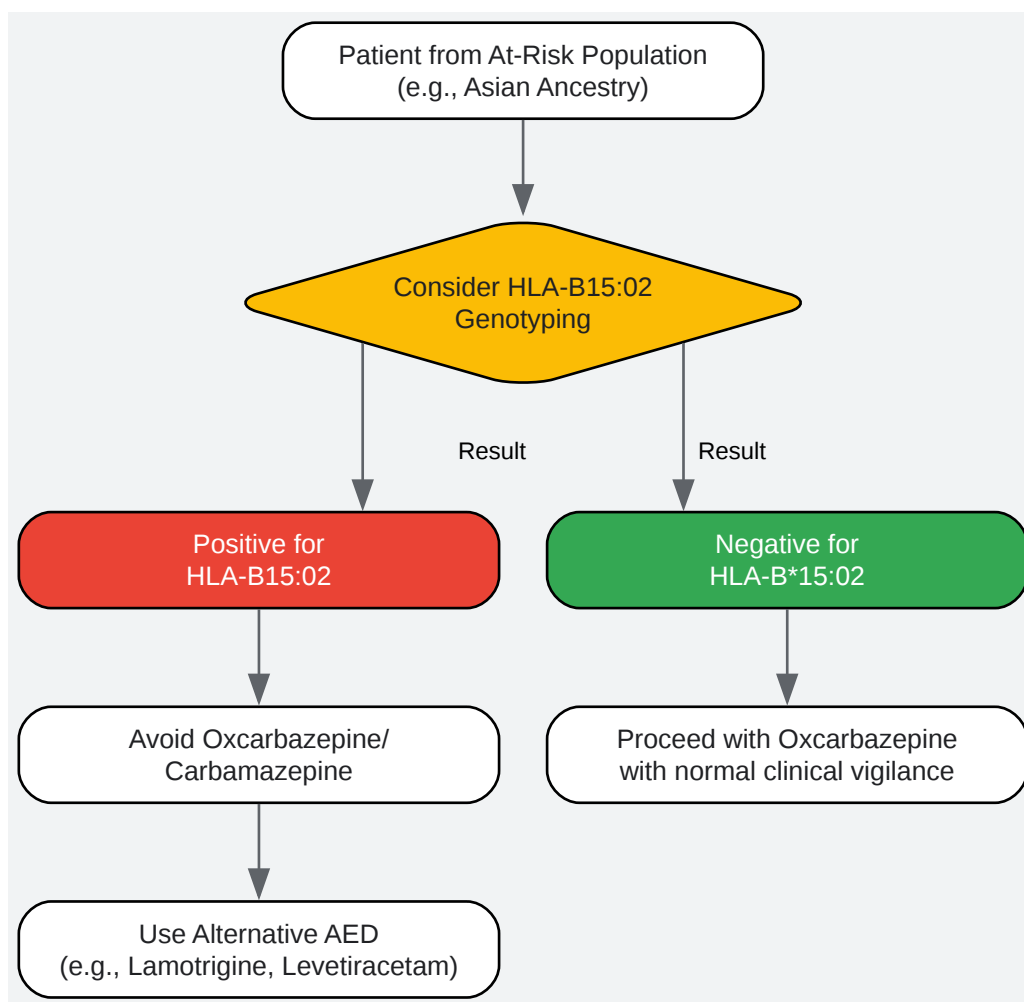 Patient from At-Risk Population
(e.g., Asian Ancestry)
Consider HLA-B15:02
Genotyping
Result
Result
Positive for
HLA-B15:02
Negative for
HLA-B*15:02
Avoid Oxcarbazepine/
Carbamazepine
Proceed with Oxcarbazepine
with normal clinical vigilance
Use Alternative AED
(e.g., Lamotrigine, Levetiracetam)